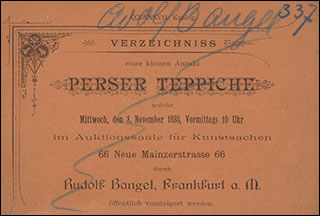 Adolf Bangel 337
VERZEICHNISS
einer kleinen Anzahl
PERSER TEPPICHE
welche
Mittwoch, den 8. November 1893, Vormittags 10 Uhr
im Auktionssaale für Kunstsachen
66 Neue Mainzerstrasse 66
durch
Rudolf Bangel, Frankfurt a. M.
öffentlich versteigert werden.